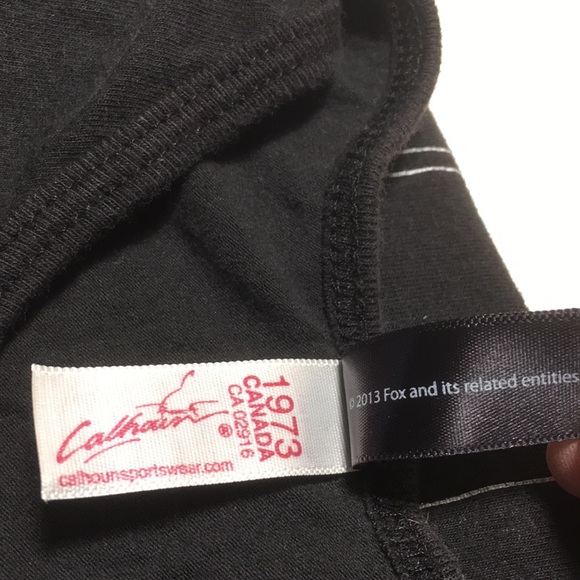 Calhoun®
calhounsportswear.com
1973
CANADA
CA 02916
© 2013 Fox and its related entities